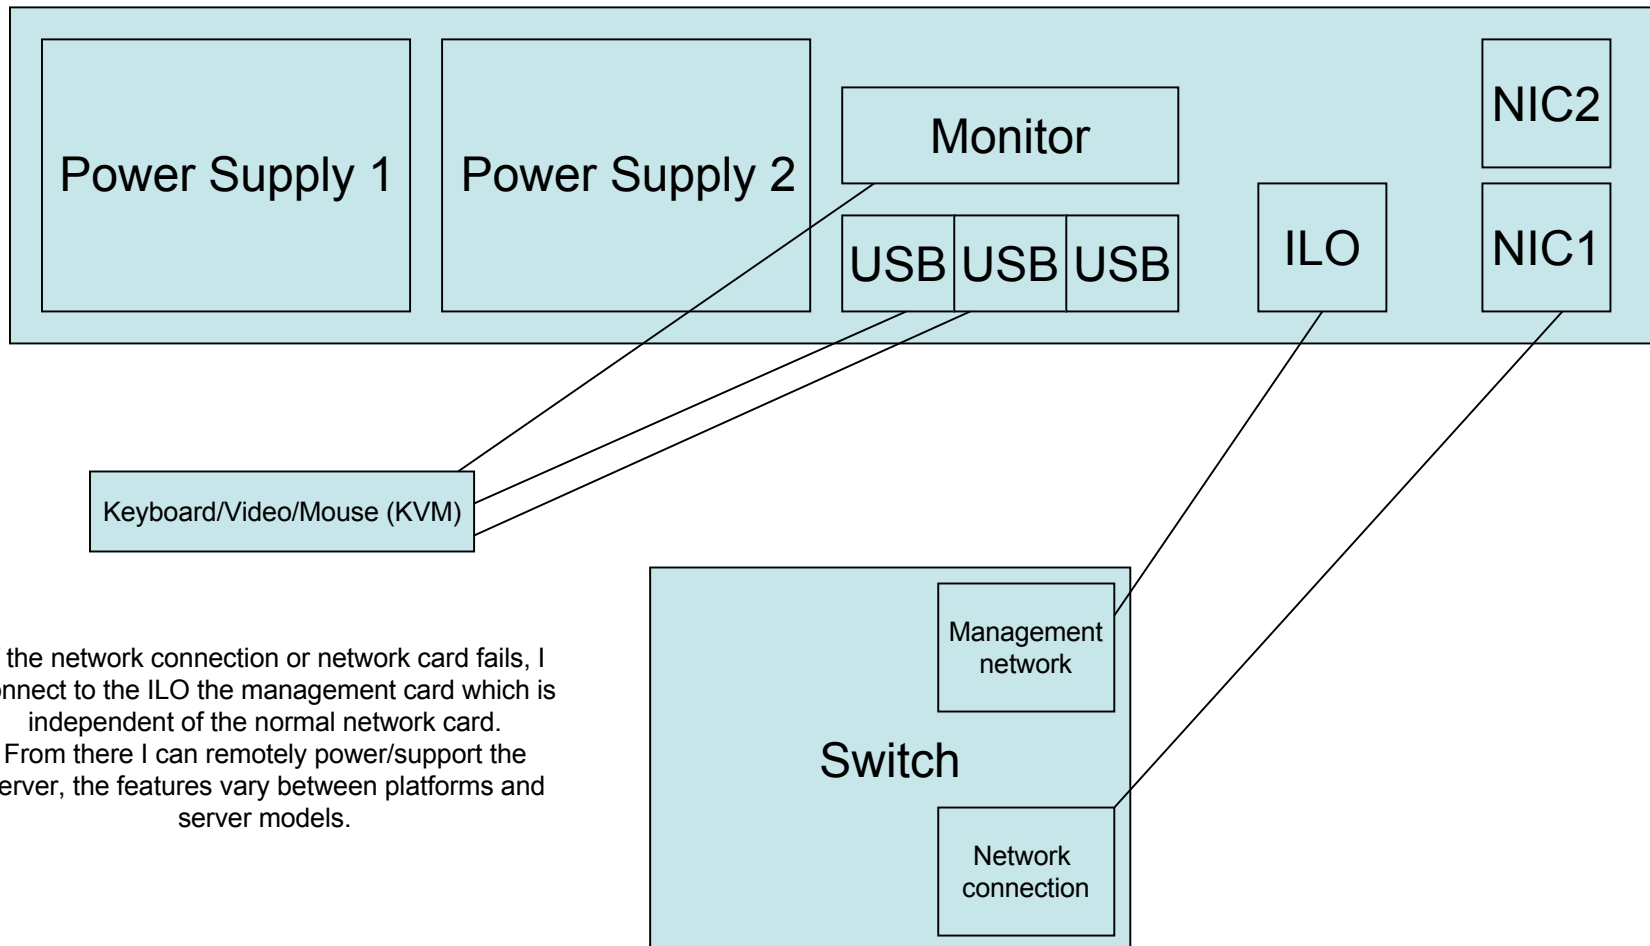 Power Supply 1
Power Supply 2
Monitor
NIC2
USB
USB
USB
ILO
NIC1
Keyboard/Video/Mouse (KVM)
Management
network
Switch
Network
connection
the network connection or network card fails, I
to the ILO the management card which is
independent of the normal network card.
From there I can remotely power/support the
the features vary between platforms and
server models.